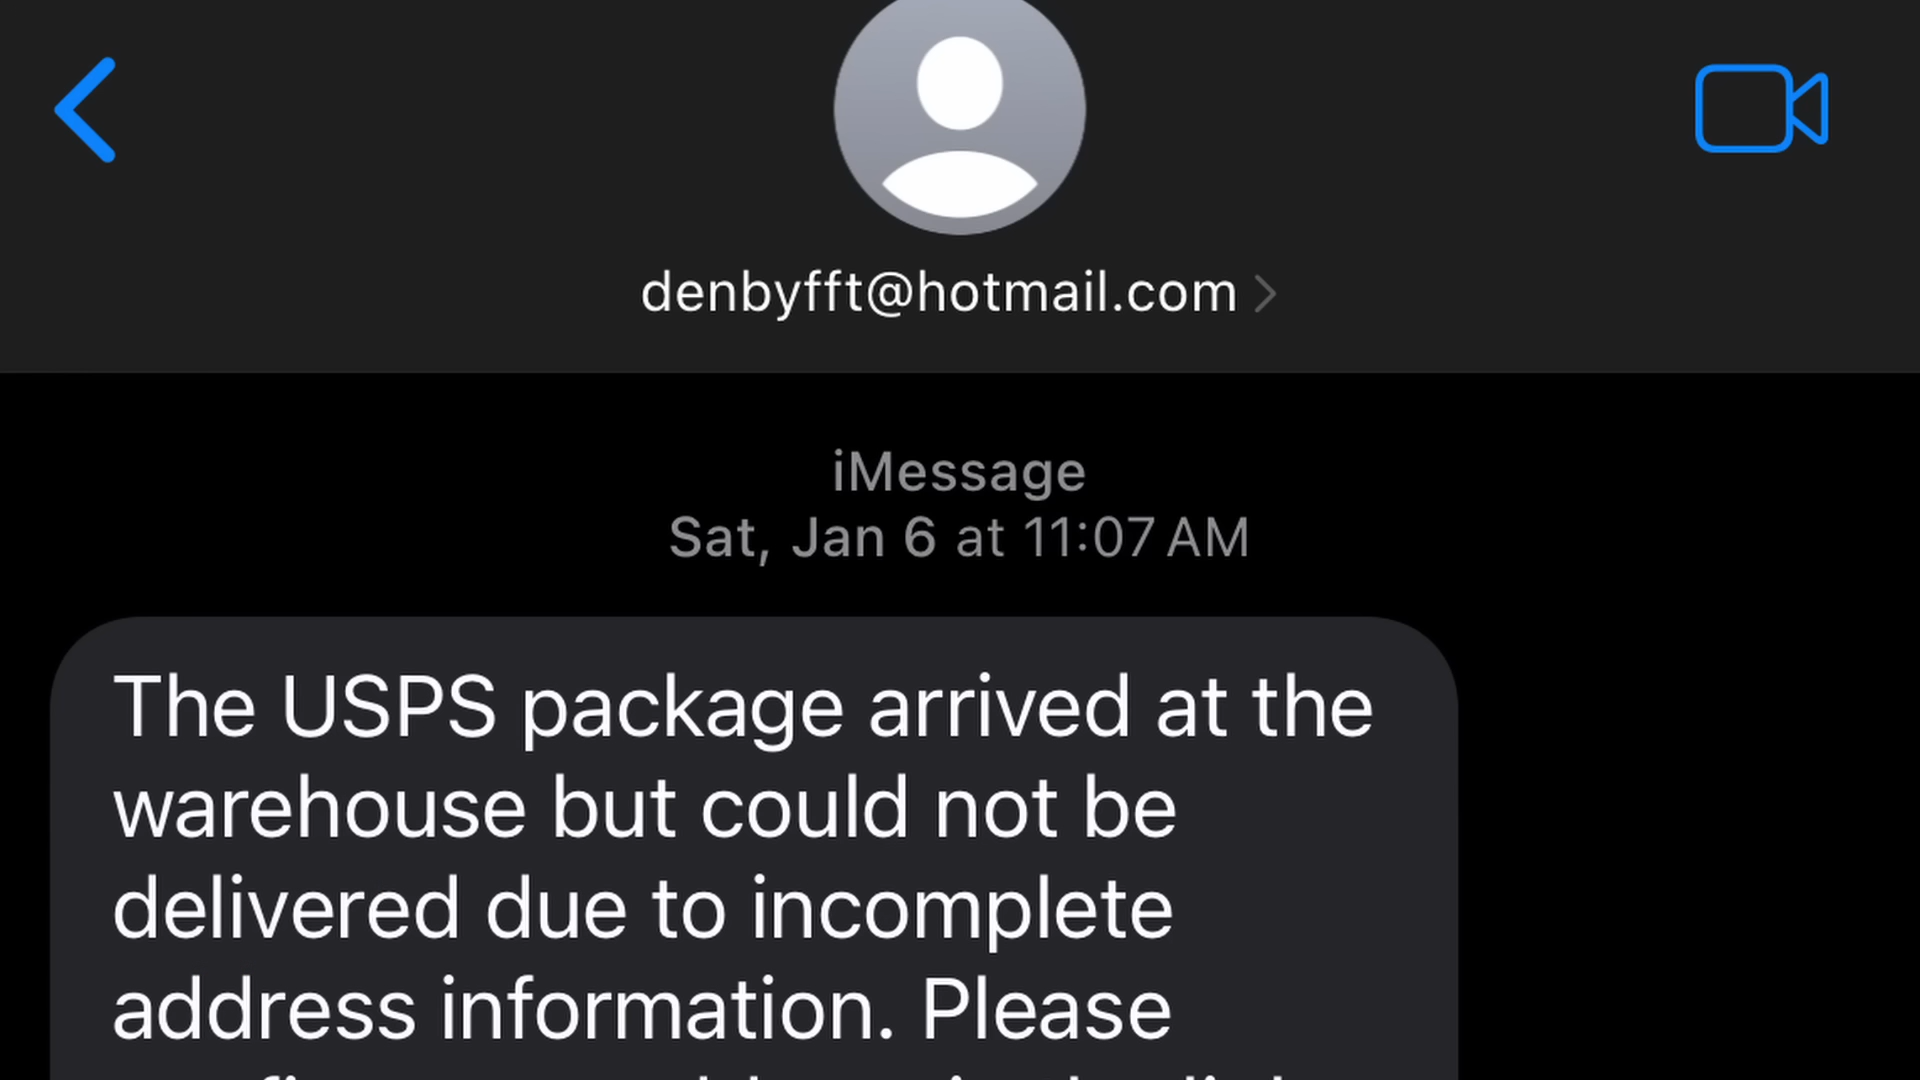 denbyfft@hotmail.com
iMessage
Sat, Jan 6 at 11:07 AM
The USPS package arrived at the
warehouse but could not be
delivered due to incomplete
address information. Please